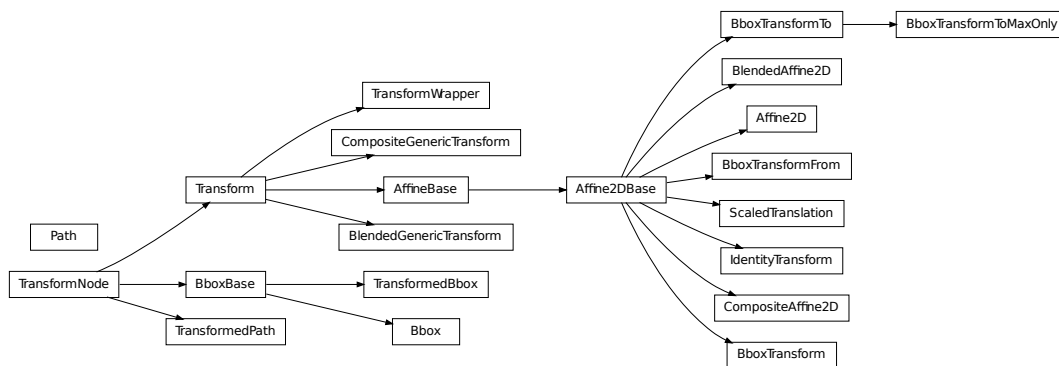 BboxTransformTo
BboxTransformToMaxOnly
BlendedAffine2D
TransformWrapper
Affine2D
CompositeGenericTransform
BboxTransformFrom
Transform
AffineBase
Affine2DBase
ScaledTranslation
Path
BlendedGenericTransform
IdentityTransform
TransformNode
BboxBase
TransformedBbox
CompositeAffine2D
TransformedPath
Bbox
BboxTransform